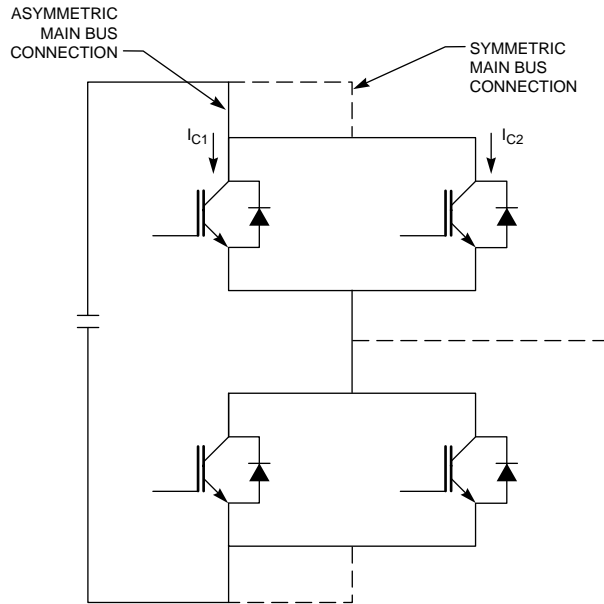 ASYMMETRIC
MAIN BUS
CONNECTION
SYMMETRIC
MAIN BUS
CONNECTION
IC1
IC2